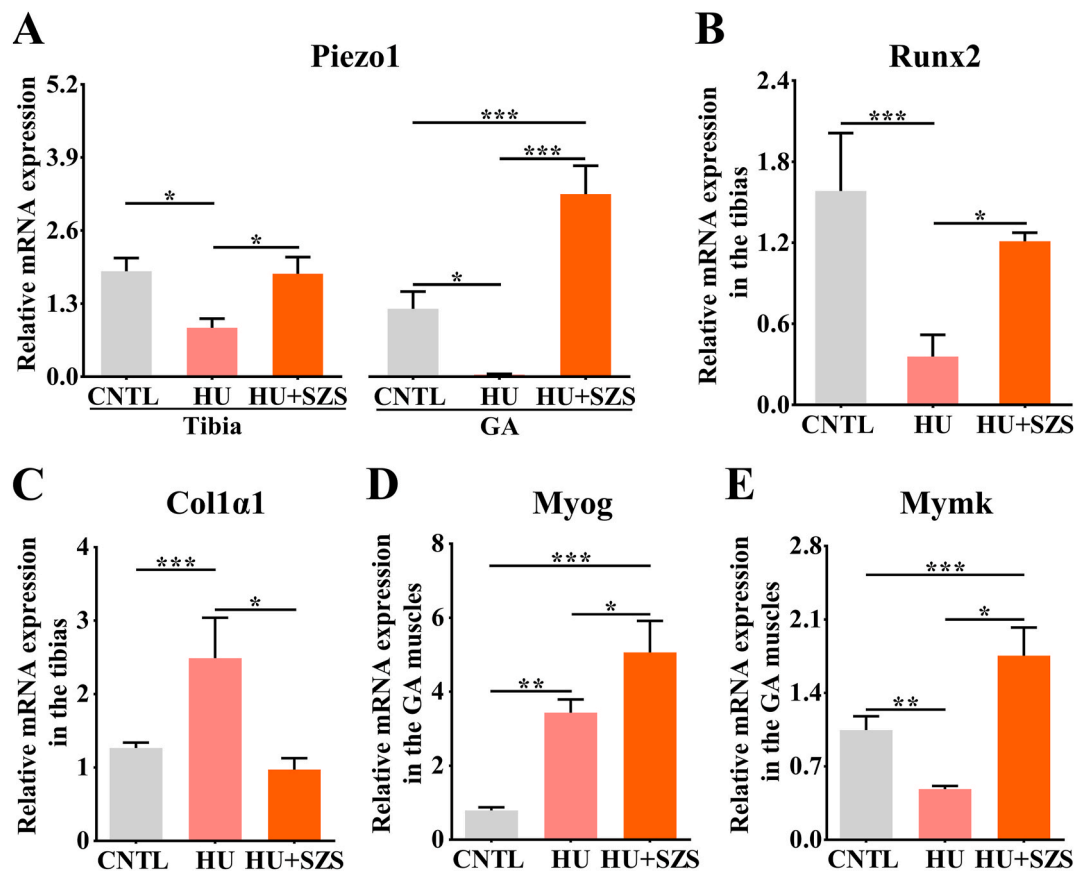 A
Piezo1
Relative mRNA expression
5.2
3.9
2.6
1.3
0.0
*
*
*
***
***
CNTL HU HU+SZS CNTL HU HU+SZS
Tibia GA
B
Runx2
Relative mRNA expression
in the tibias
2.4
1.8
1.2
0.6
0.0
***
*
CNTL HU HU+SZS
C
Col1α1
Relative mRNA expression
in the tibias
4
3
2
1
0
***
*
CNTL HU HU+SZS
D
Myog
Relative mRNA expression
in the GA muscles
8
6
4
2
0
***
*
**
CNTL HU HU+SZS
E
Mymk
Relative mRNA expression
in the GA muscles
2.8
2.1
1.4
0.7
0.0
***
*
**
CNTL HU HU+SZS